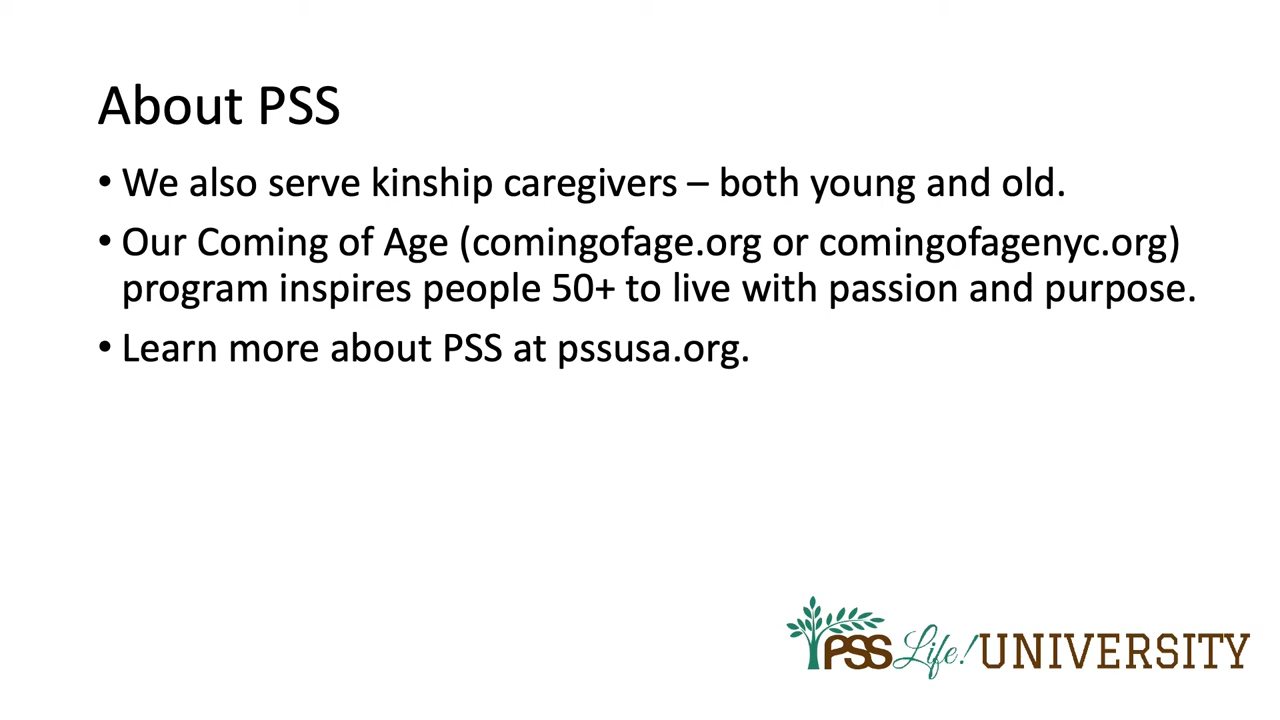 About PSS
• We also serve kinship caregivers – both young and old.
• Our Coming of Age (comingofage.org or comingofagenyc.org)
program inspires people 50+ to live with passion and purpose.
• Learn more about PSS at pssusa.org.
PSS Life! UNIVERSITY